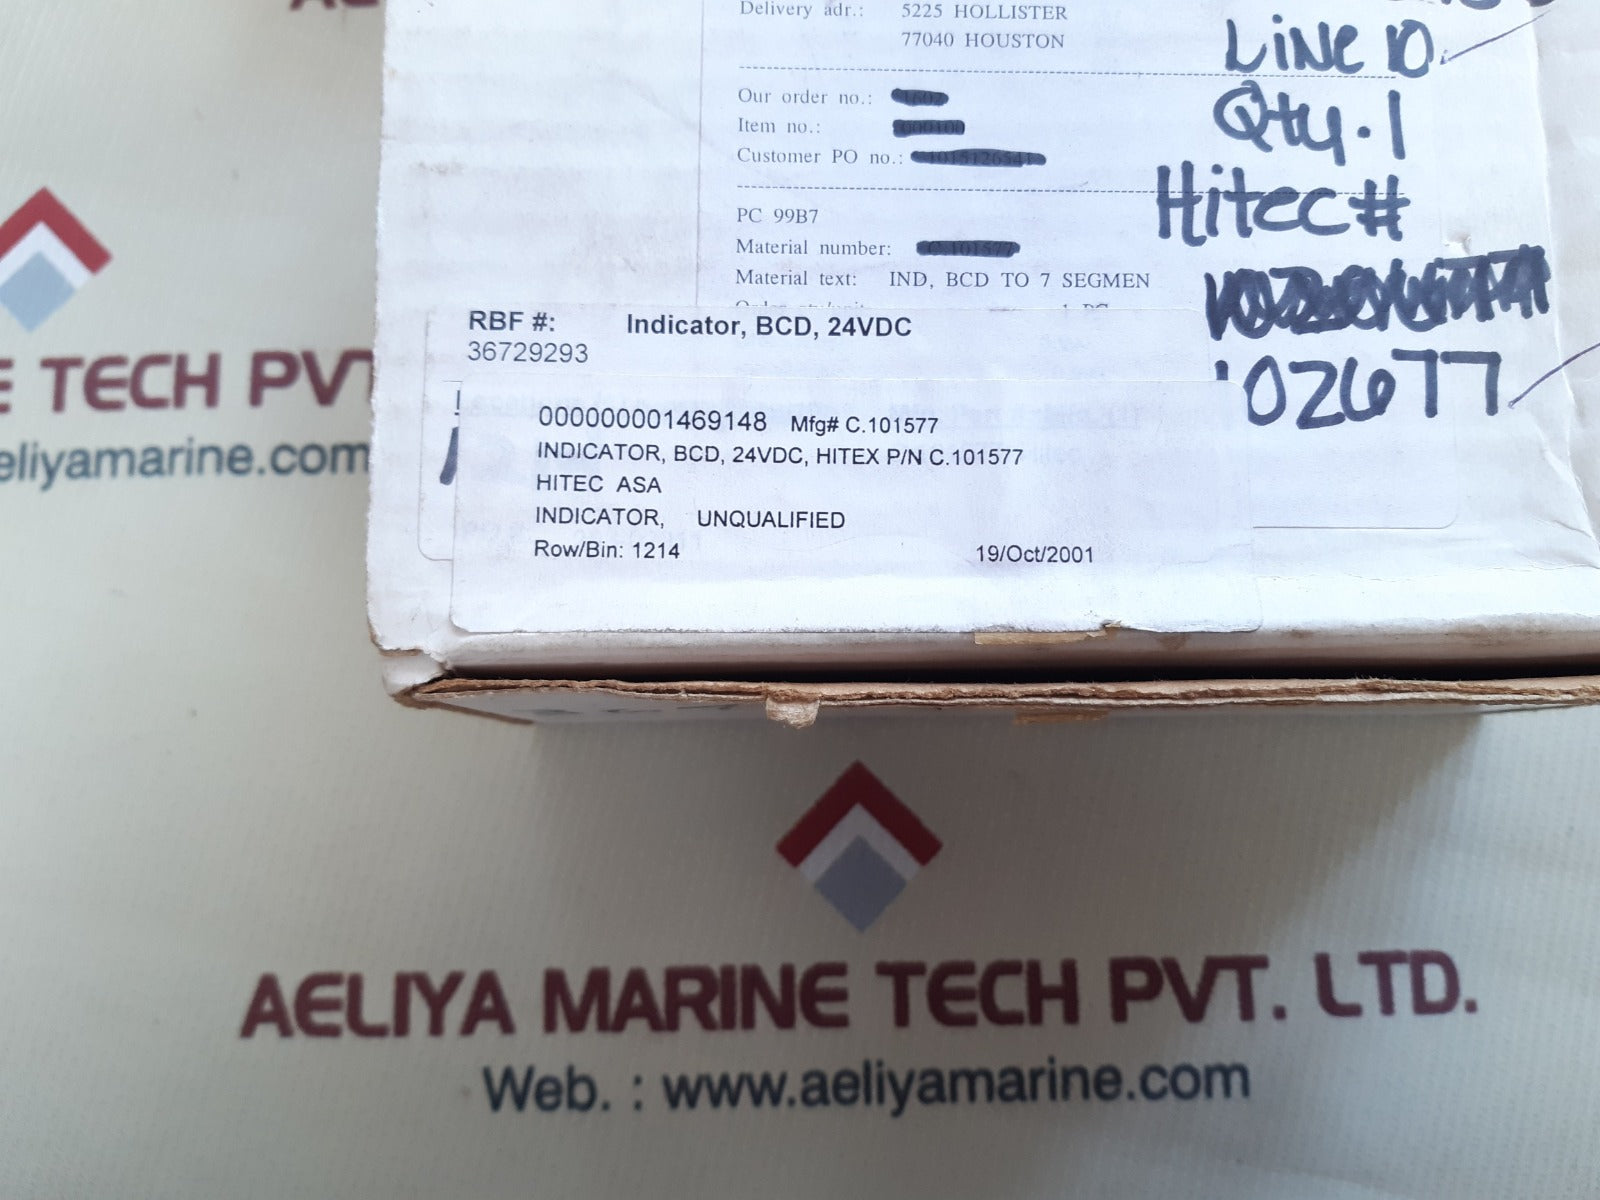 Delivery adr.: 5225 HOLLISTER
77040 HOUSTON
LiNE 10
Qty. 1
Our order no.:
Item no.:
Customer PO no.:
Hitec #
PC 99B7
Material number: C.101577
Material text: IND, BCD TO 7 SEGMEN
102677
RBF #: Indicator, BCD, 24VDC
36729293
000000001469148 Mfg# C.101577
INDICATOR, BCD, 24VDC, HITEX P/N C.101577
HITEC ASA
INDICATOR, UNQUALIFIED
Row/Bin: 1214 19/Oct/2001
E TECH PVT
eliyamarine.com
AELIYA MARINE TECH PVT. LTD.
Web. : www.aeliyamarine.com